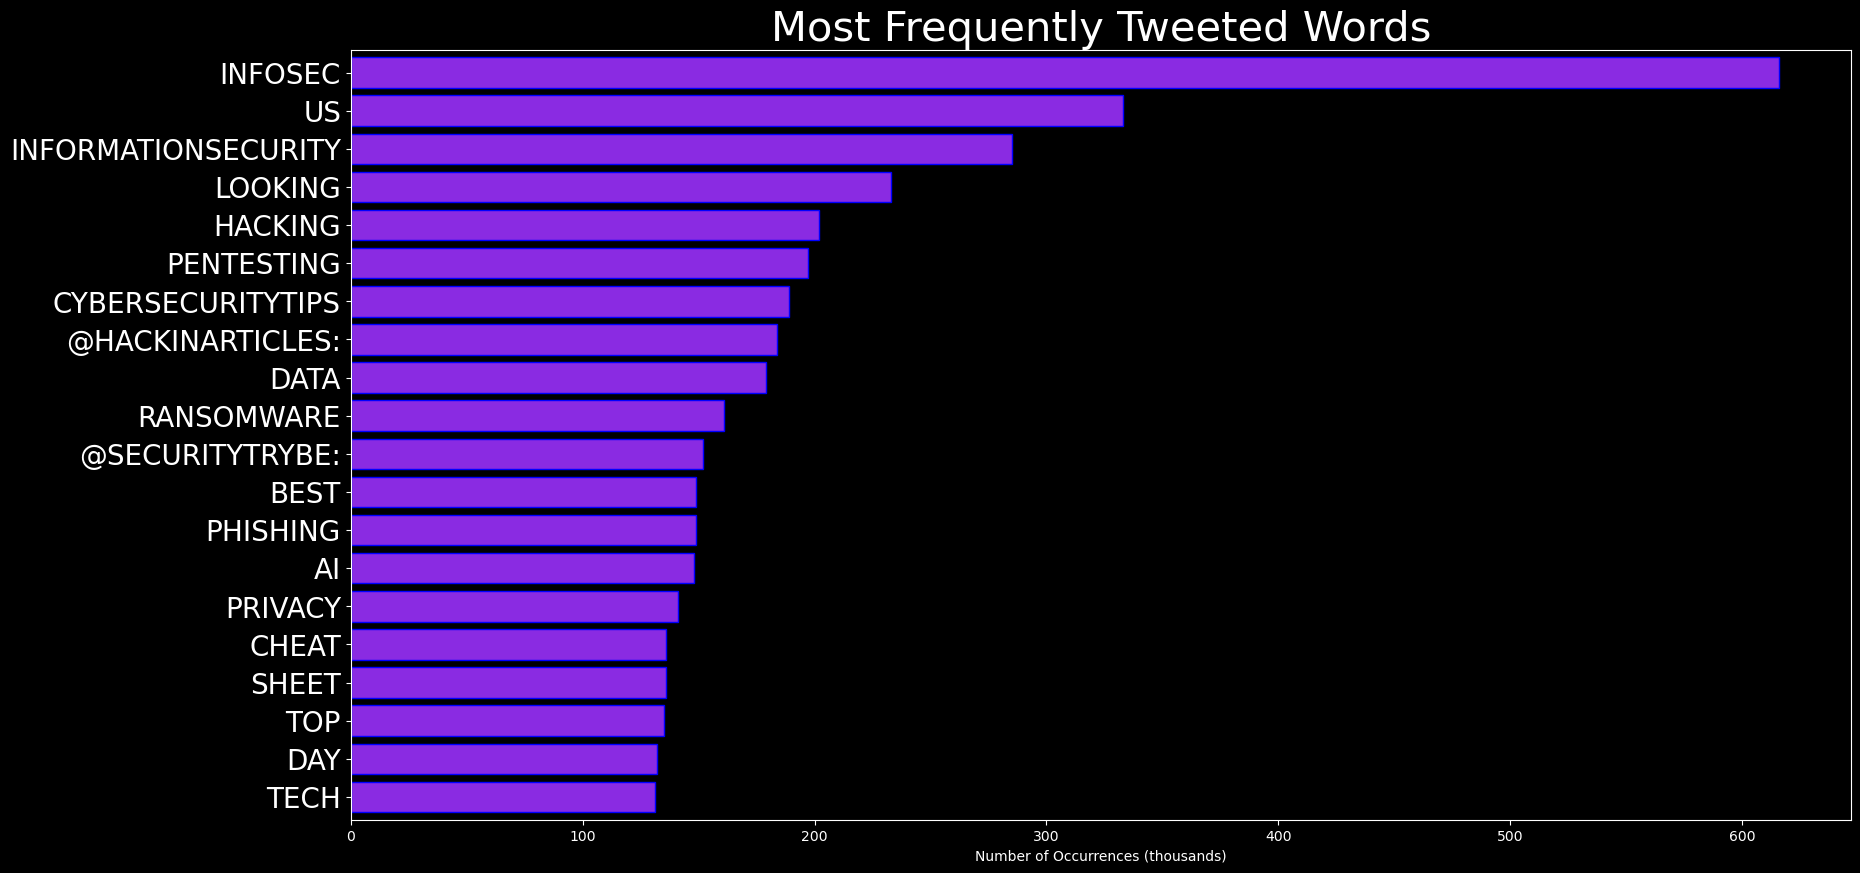 Most Frequently Tweeted Words
INFOSEC
US
INFORMATIONSECURITY
LOOKING
HACKING
PENTESTING
CYBERSECURITYTIPS
@HACKINARTICLES:
DATA
RANSOMWARE
@SECURITYTRYBE:
BEST
PHISHING
AI
PRIVACY
CHEAT
SHEET
TOP
DAY
TECH
0 100 200 300 400 500 600
Number of Occurrences (thousands)